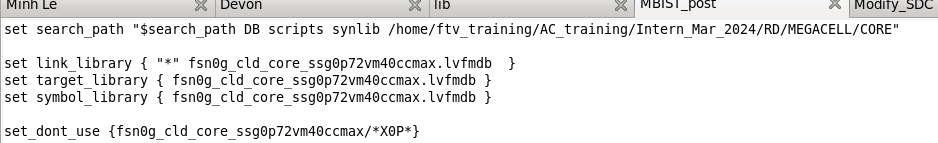 Minh Le Devon lib MBIST_post Modify_SDC
set search_path "$search_path DB scripts synlib /home/ftv_training/AC_training/Intern_Mar_2024/RD/MEGACELL/CORE"
set link_library { "*" fsn0g_cld_core_ssg0p72vm40ccmax.lvfmdb  }
set target_library { fsn0g_cld_core_ssg0p72vm40ccmax.lvfmdb }
set symbol_library { fsn0g_cld_core_ssg0p72vm40ccmax.lvfmdb }
set_dont_use {fsn0g_cld_core_ssg0p72vm40ccmax/*X0P*}